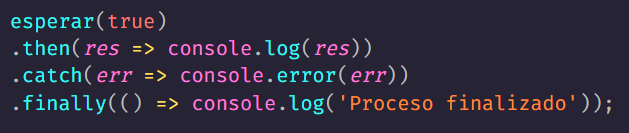 esperar(true)
.then(res => console.log(res))
.catch(err => console.error(err))
.finally(() => console.log('Proceso finalizado'));